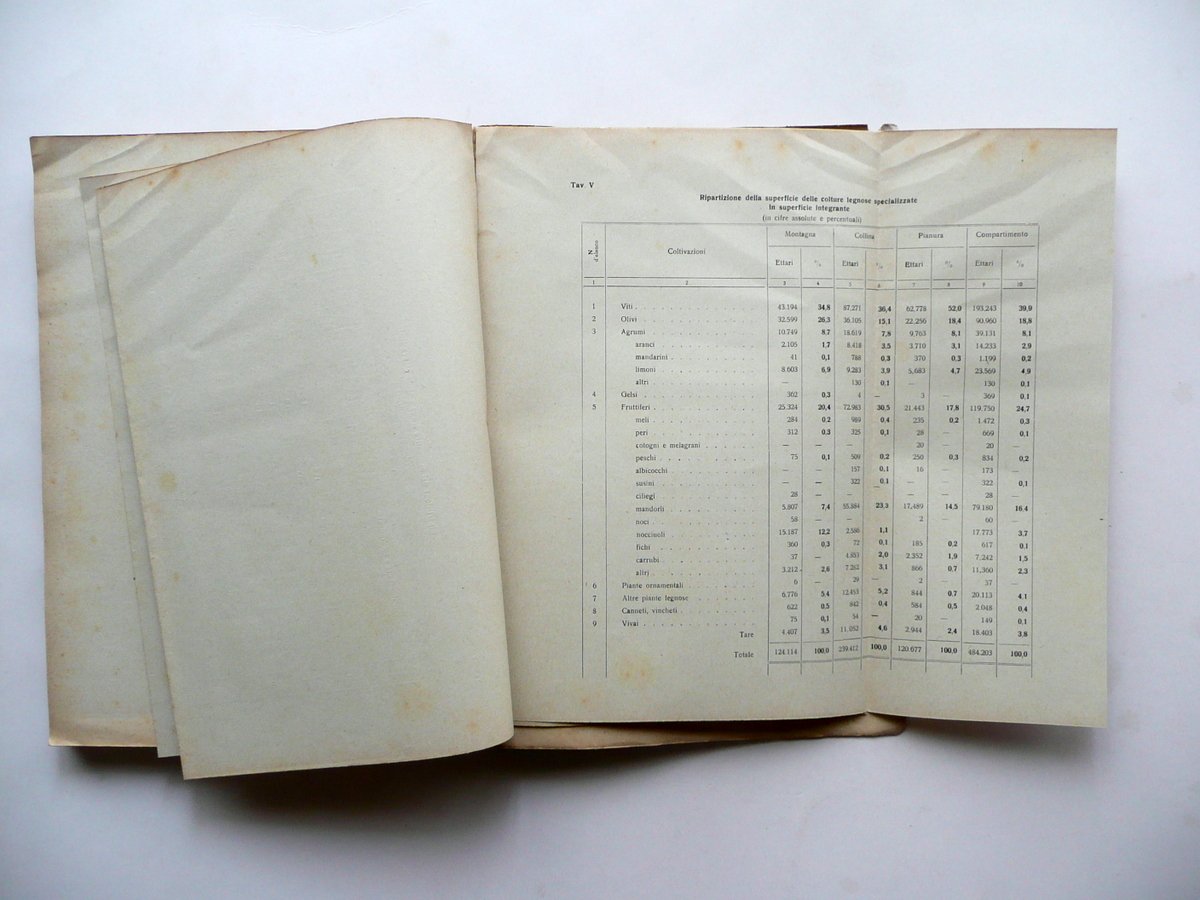 Tav. V
Ripartizione della superficie delle colture legnose specializzate
in superficie integrante
(in cifre assolute e percentuali)
N. d'ordine Coltivazioni Montagna Collina Pianura Compartimento
Ettari % Ettari % Ettari % Ettari %
1 2 3 4 5 6 7 8 9 10
1 Viti 43.194 34,8 87.271 36,4 62.778 52,0 193.243 39,9
2 Olivi 32.599 26,3 36.105 15,1 22.256 18,4 90.960 18,8
3 Agrumi 10.749 8,7 18.619 7,8 9.763 8,1 39.131 8,1
aranci 2.105 1,7 8.418 3,5 3.710 3,1 14.233 2,9
mandarini 41 0,1 788 0,3 370 0,3 1.199 0,2
limoni 8.603 6,9 9.283 3,9 5.683 4,7 23.569 4,9
altri — 130 0,1 — 130 0,1
4 Gelsi 362 0,3 4 — 3 — 369 0,1
5 Fruttiferi 25.324 20,4 72.983 30,5 21.443 17,8 119.750 24,7
meli 284 0,2 989 0,4 235 0,2 1.472 0,3
peri 312 0,3 325 0,1 28 — 669 0,1
cotogni e melagrani — — — — 20 — 20 —
peschi 75 0,1 509 0,2 250 0,3 834 0,2
albicocchi — — 157 0,1 16 — 173 —
susini — — 322 0,1 322 0,1
ciliegi 28 — — 28 —
mandorli 5.807 7,4 55.884 23,3 17.489 14,5 79.180 16,4
noci 58 — — — 2 60 —
noccinoli 15.187 12,2 2.586 1,1 17.773 3,7
fichi 360 0,3 72 0,1 185 0,2 617 0,1
carrubi 37 — 4.853 2,0 2.352 1,9 7.242 1,5
altri 3.212 2,6 7.282 3,1 866 0,7 11.360 2,3
6 Piante ornamentali 6 — 29 — 2 — 37 —
7 Altre piante legnose 6.776 5,4 12.453 5,2 844 0,7 20.113 4,1
8 Canneti, vincheti 622 0,5 842 0,4 584 0,5 2.048 0,4
9 Vivai 75 0,1 54 — 20 — 149 0,1
Tare 4.407 3,5 11.052 4,6 2.944 2,4 18.403 3,8
Totale 124.114 100,0 239.412 100,0 120.677 100,0 484.203 100,0